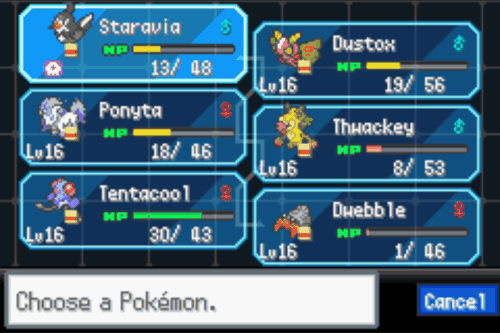 Staravia ♂
HP
13/ 48
Dustox ♂
HP
Lv16 19/ 56
Ponyta ♀
HP
Lv16 18/ 46
Thwackey ♂
HP
Lv16 8/ 53
Tentacool ♀
HP
Lv16 30/ 43
Dwebble ♀
HP
Lv16 1/ 46
Choose a Pokémon.
Cancel